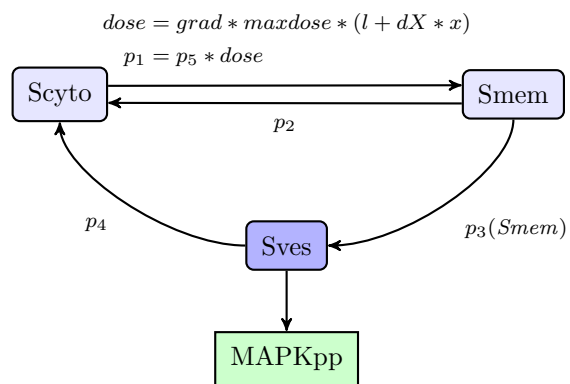 dose = grad * maxdose * (l + dX * x)
p₁ = p₅ * dose
Scyto
Smem
p₂
p₄
p₃(Smem)
Sves
MAPKpp